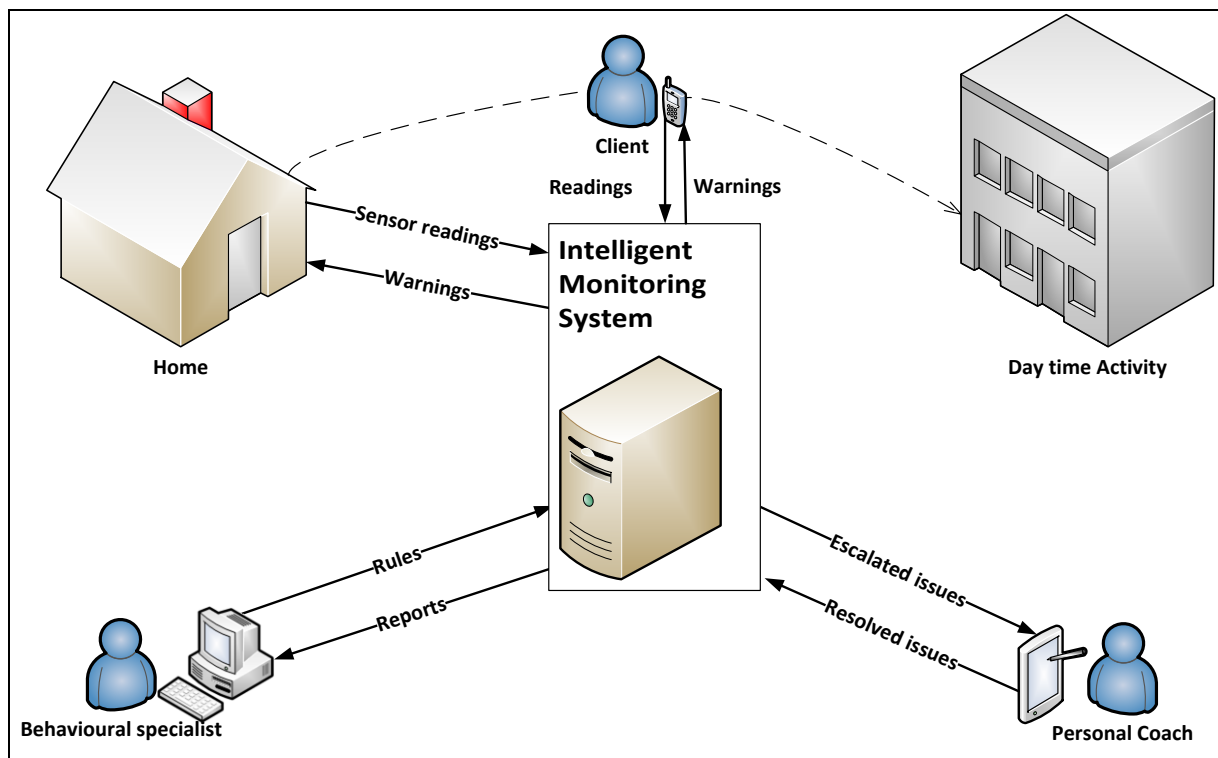 Client
Readings
Warnings
Sensor readings
Warnings
Intelligent
Monitoring
System
Home
Day time Activity
Rules
Reports
Escalated issues
Resolved issues
Behavioural specialist
Personal Coach